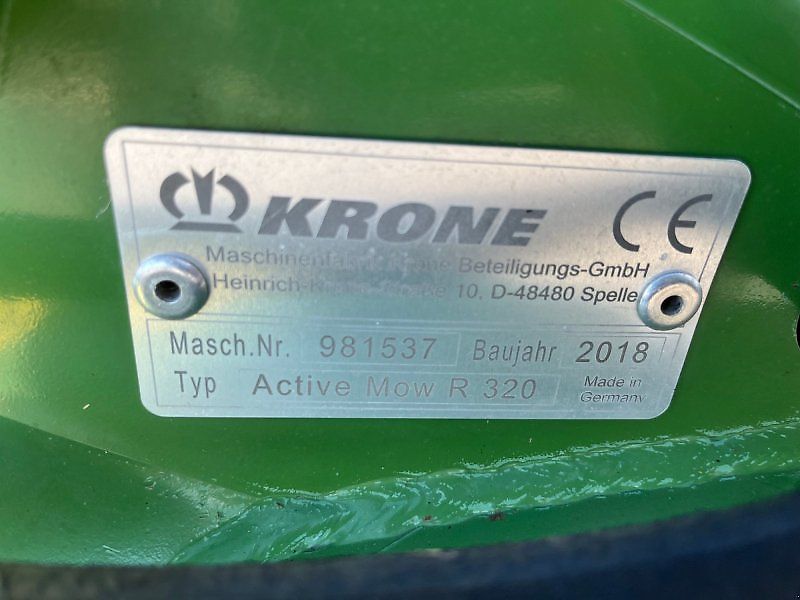 KRONE CE
Maschinenfabrik Krone Beteiligungs-GmbH
Heinrich-Krone-Straße 10, D-48480 Spelle
Masch.Nr. 981537 Baujahr 2018
Typ Active Mow R 320 Made in
Germany